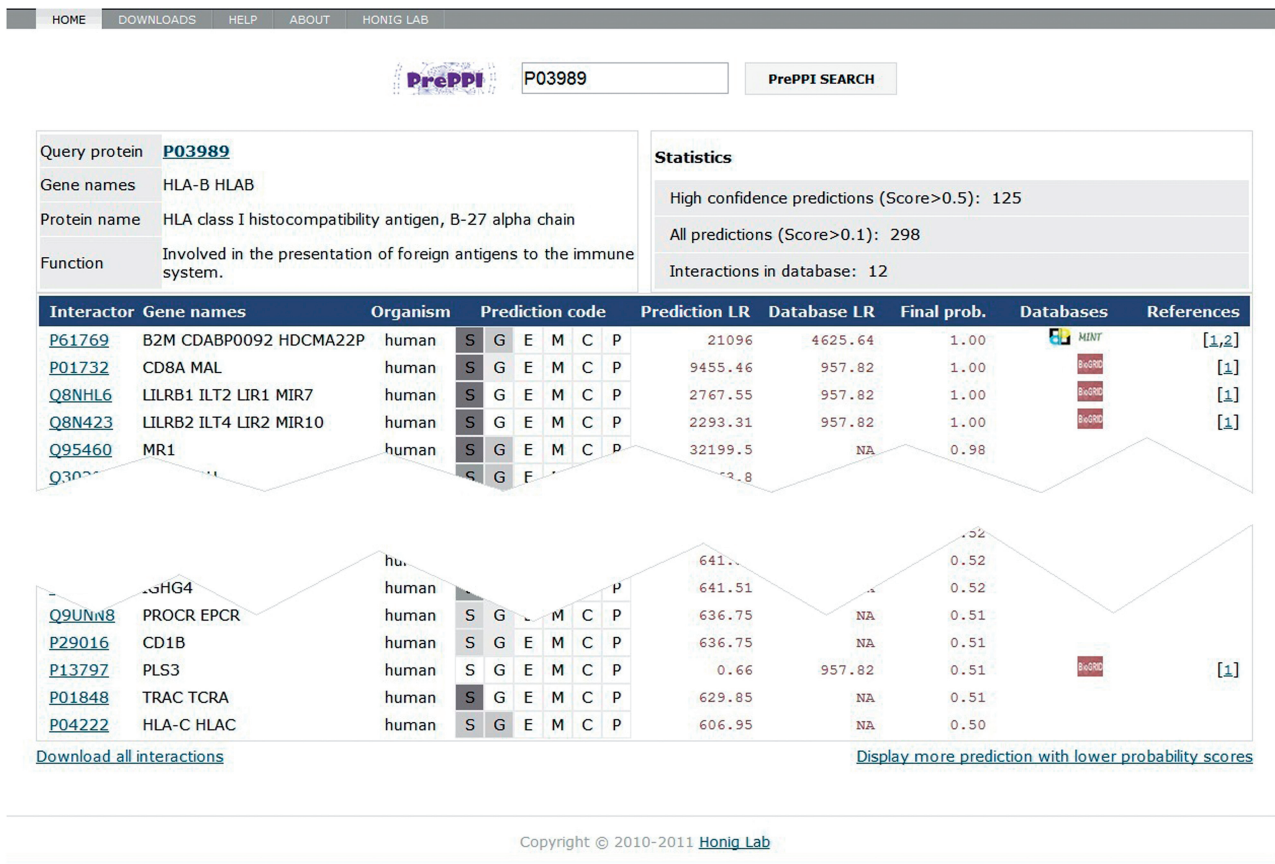 HOME DOWNLOADS HELP ABOUT HONIG LAB
PrePPI P03989 PrePPI SEARCH
Query protein P03989
Gene names HLA-B HLAB
Protein name HLA class I histocompatibility antigen, B-27 alpha chain
Function Involved in the presentation of foreign antigens to the immune
system.
Statistics
High confidence predictions (Score>0.5): 125
All predictions (Score>0.1): 298
Interactions in database: 12
Interactor Gene names Organism Prediction code Prediction LR Database LR Final prob. Databases References
P61769 B2M CDABP0092 HDCMA22P human S G E M C P 21096 4625.64 1.00 MINT [1,2]
P01732 CD8A MAL human S G E M C P 9455.46 957.82 1.00 BioGRID [1]
Q8NHL6 LILRB1 ILT2 LIR1 MIR7 human S G E M C P 2767.55 957.82 1.00 BioGRID [1]
Q8N423 LILRB2 ILT4 LIR2 MIR10 human S G E M C P 2293.31 957.82 1.00 BioGRID [1]
Q95460 MR1 human S G E M C P 32199.5 NA 0.98
S G E
.52
641. 0.52
IGHG4 human P 641.51 0.52
Q9UNN8 PROCR EPCR human S G M C P 636.75 NA 0.51
P29016 CD1B human S G E M C P 636.75 NA 0.51
P13797 PLS3 human S G E M C P 0.66 957.82 0.51 BioGRID [1]
P01848 TRAC TCRA human S G E M C P 629.85 NA 0.51
P04222 HLA-C HLAC human S G E M C P 606.95 NA 0.50
Download all interactions Display more prediction with lower probability scores
Copyright © 2010-2011 Honig Lab